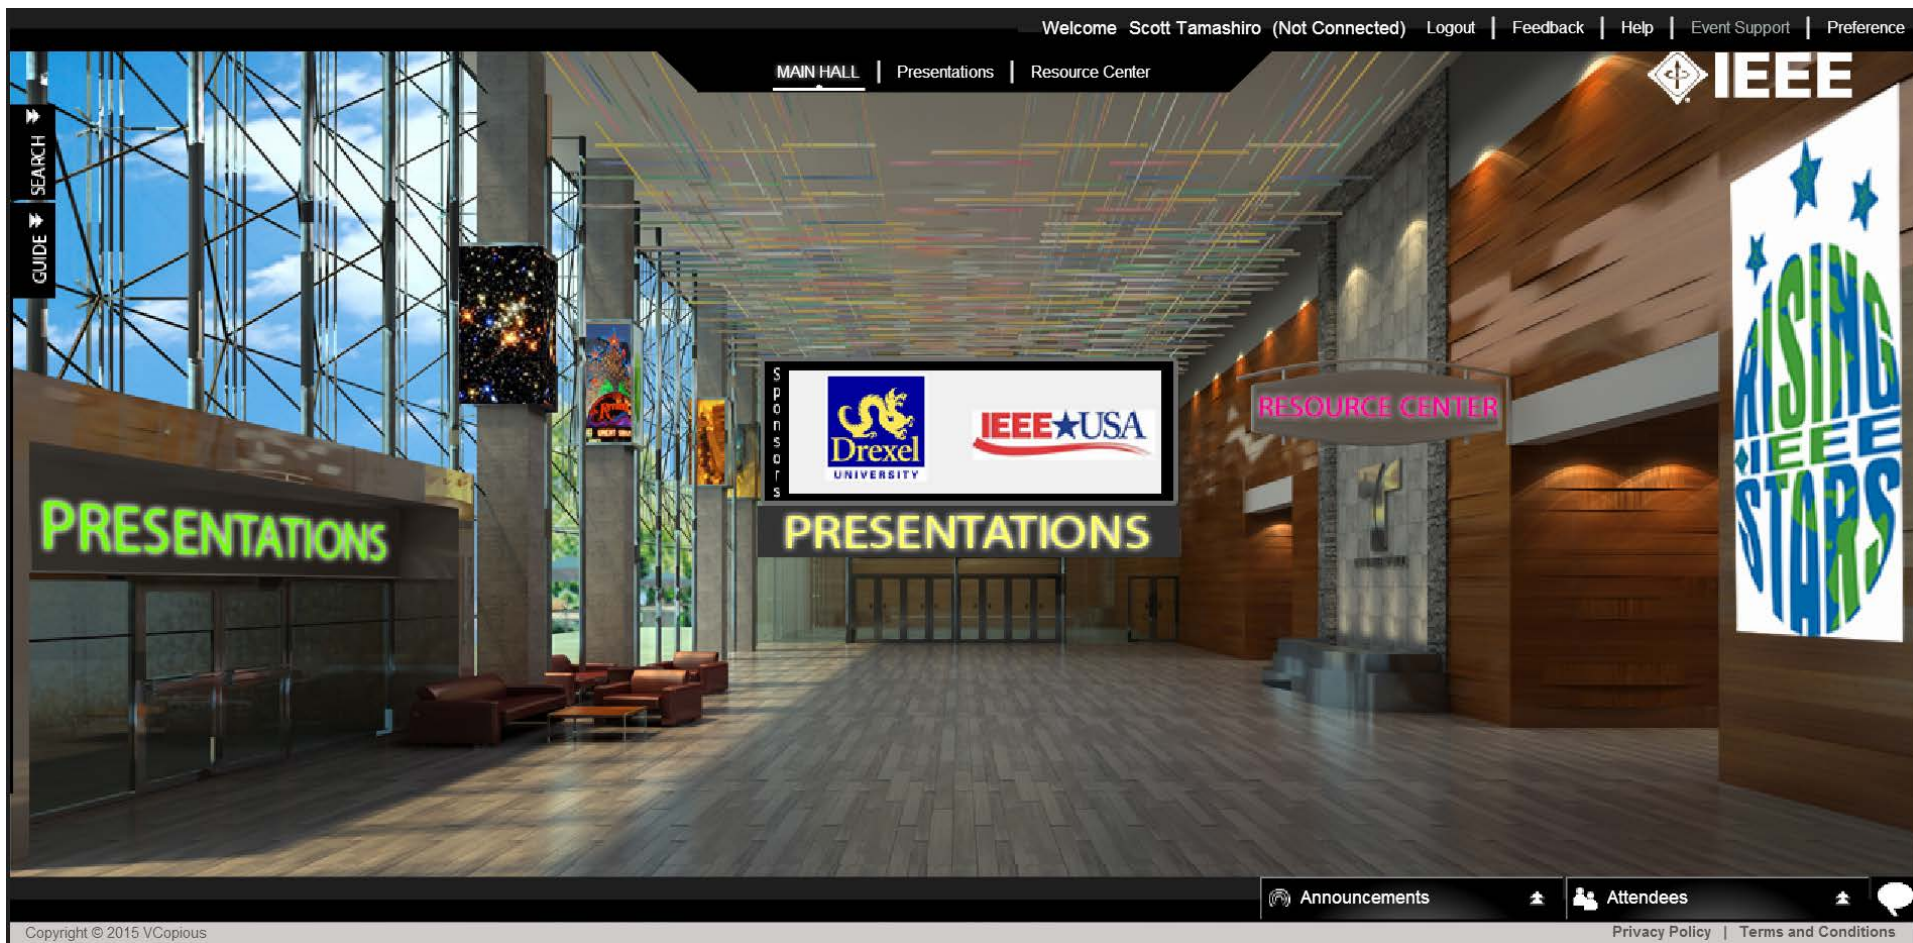 Welcome Scott Tamashiro (Not Connected) Logout | Feedback | Help | Event Support | Preference
MAIN HALL | Presentations | Resource Center
IEEE
SEARCH
GUIDE
Sponsors
Drexel
UNIVERSITY
IEEE★USA
RESOURCE CENTER
RISING
IEEE
STARS
PRESENTATIONS
PRESENTATIONS
Announcements
Attendees
Copyright © 2015 VCopious
Privacy Policy | Terms and Conditions